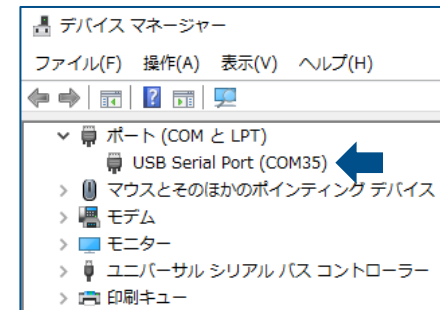 デバイス マネージャー
ファイル(F) 操作(A) 表示(V) ヘルプ(H)
ポート (COM と LPT)
USB Serial Port (COM35)
マウスとそのほかのポインティング デバイス
モデム
モニター
ユニバーサル シリアル バス コントローラー
印刷キュー